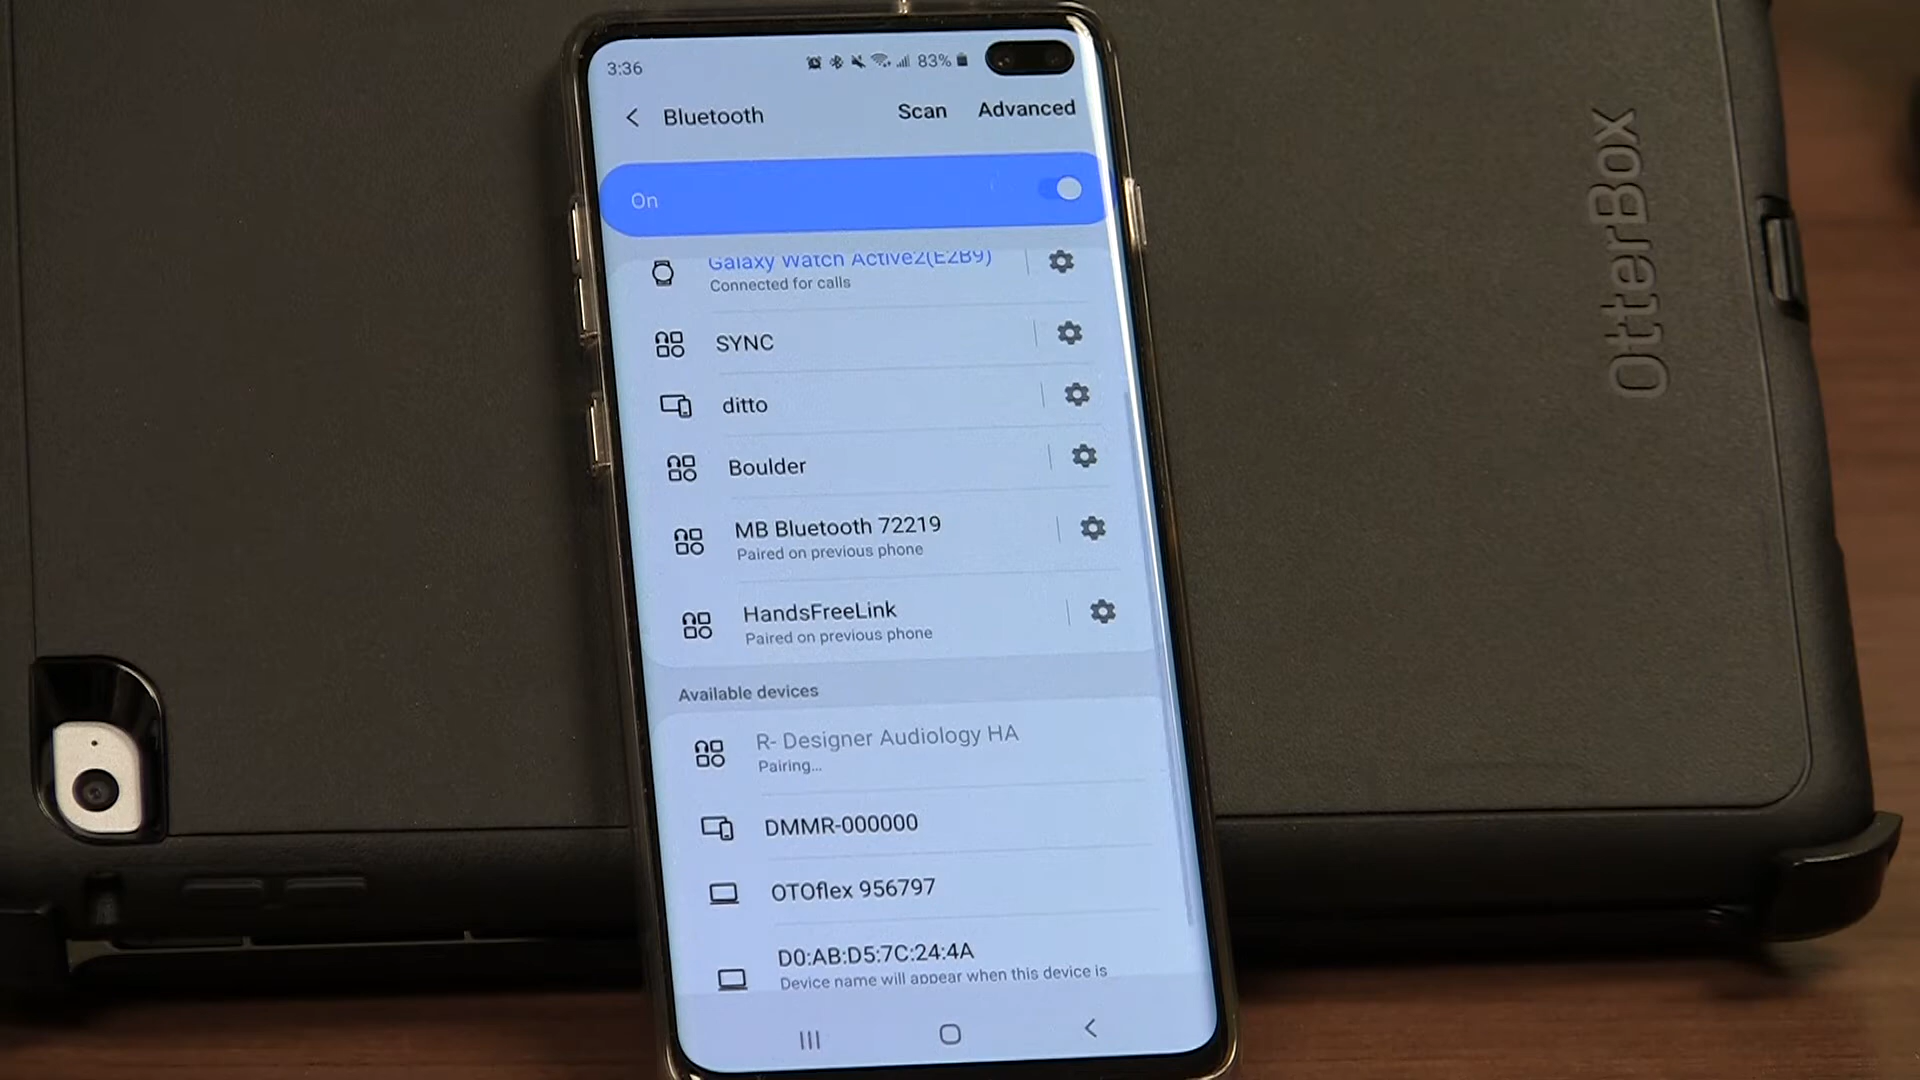 3:36
83%
Bluetooth
Scan
Advanced
On
Galaxy Watch Active2(E2B9)
Connected for calls
SYNC
ditto
Boulder
MB Bluetooth 72219
Paired on previous phone
HandsFreeLink
Paired on previous phone
Available devices
R- Designer Audiology HA
Pairing...
DMMR-000000
OTOflex 956797
D0:AB:D5:7C:24:4A
Device name will appear when this device is
OtterBox